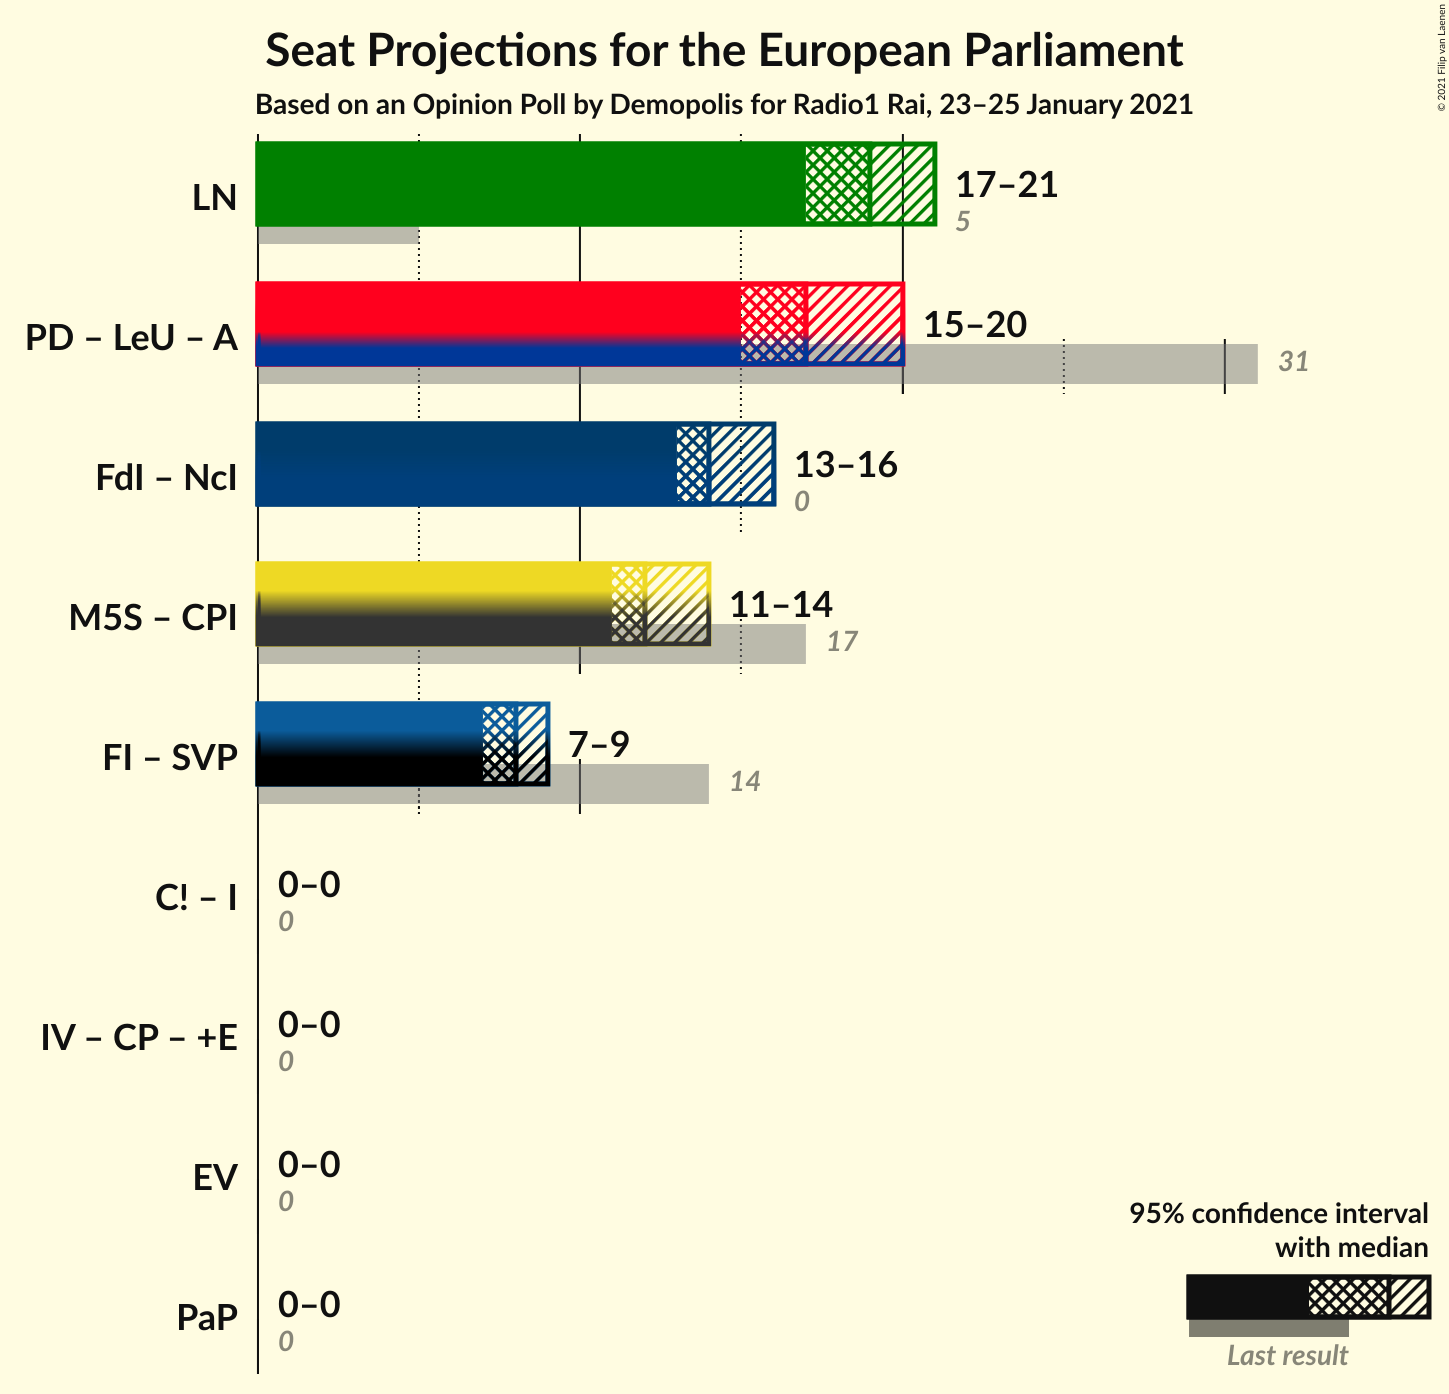 Seat Projections for the European Parliament
Based on an Opinion Poll by Demopolis for Radio1 Rai, 23–25 January 2021
© 2021 Filip van Laenen
LN
17–21
5
PD – LeU – A
15–20
31
FdI – NcI
13–16
0
M5S – CPI
11–14
17
FI – SVP
7–9
14
C! – I
0–0
0
IV – CP – +E
0–0
0
EV
0–0
0
PaP
0–0
0
95% confidence interval
with median
Last result